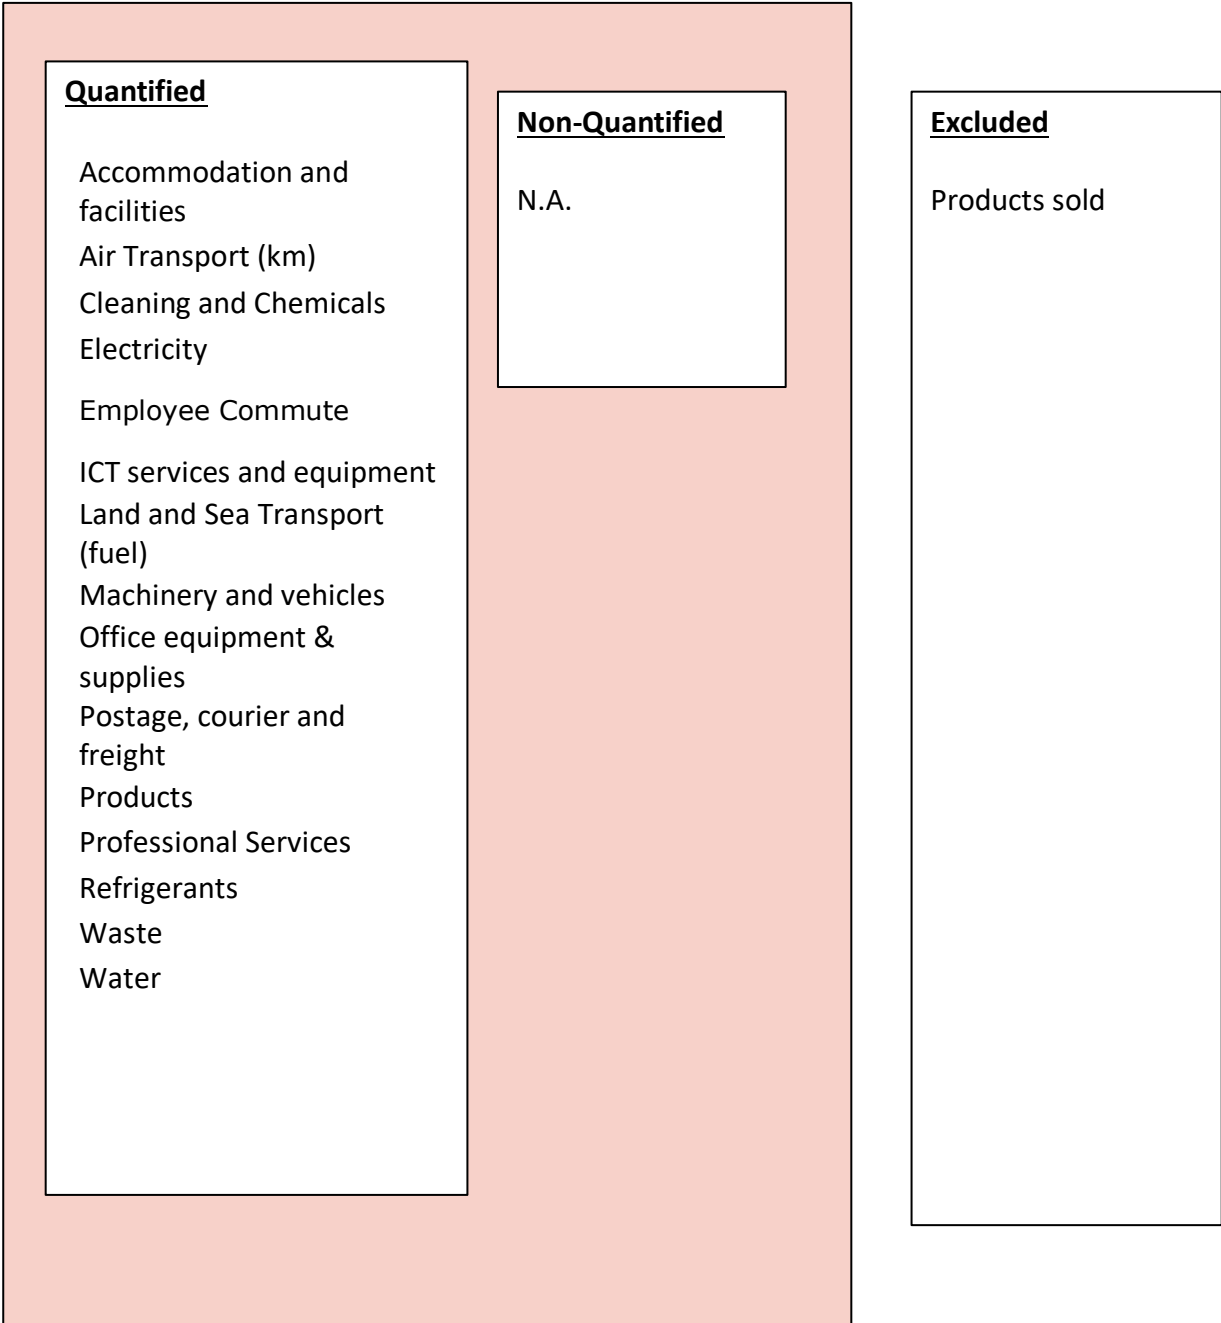 Quantified
Accommodation and
facilities
Air Transport (km)
Cleaning and Chemicals
Electricity
Employee Commute
ICT services and equipment
Land and Sea Transport
(fuel)
Machinery and vehicles
Office equipment &
supplies
Postage, courier and
freight
Products
Professional Services
Refrigerants
Waste
Water
Non-Quantified
N.A.
Excluded
Products sold